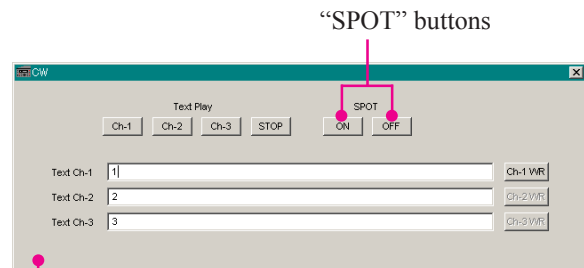 “SPOT” buttons
CW
Text Play SPOT
Ch-1 Ch-2 Ch-3 STOP ON OFF
Text Ch-1 1 Ch-1 WR
Text Ch-2 2 Ch-2 WR
Text Ch-3 3 Ch-3 WR